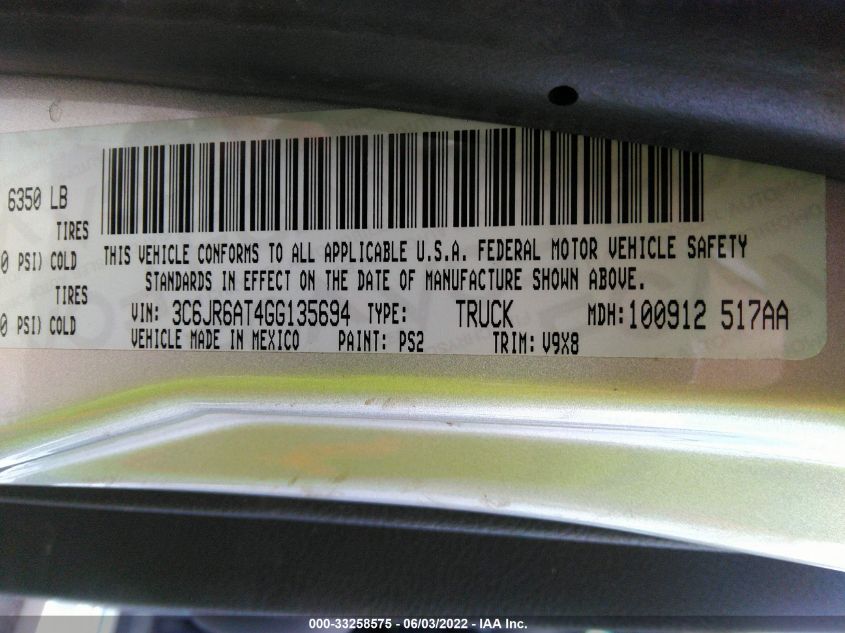 6350 LB
TIRES
0 PSI) COLD
TIRES
0 PSI) COLD
THIS VEHICLE CONFORMS TO ALL APPLICABLE U.S.A. FEDERAL MOTOR VEHICLE SAFETY
STANDARDS IN EFFECT ON THE DATE OF MANUFACTURE SHOWN ABOVE.
VIN: 3C6JR6AT4GG135694 TYPE: TRUCK MDH: 100912 517AA
VEHICLE MADE IN MEXICO PAINT: PS2 TRIM: V9X8
000-33258575 - 06/03/2022 - IAA Inc.